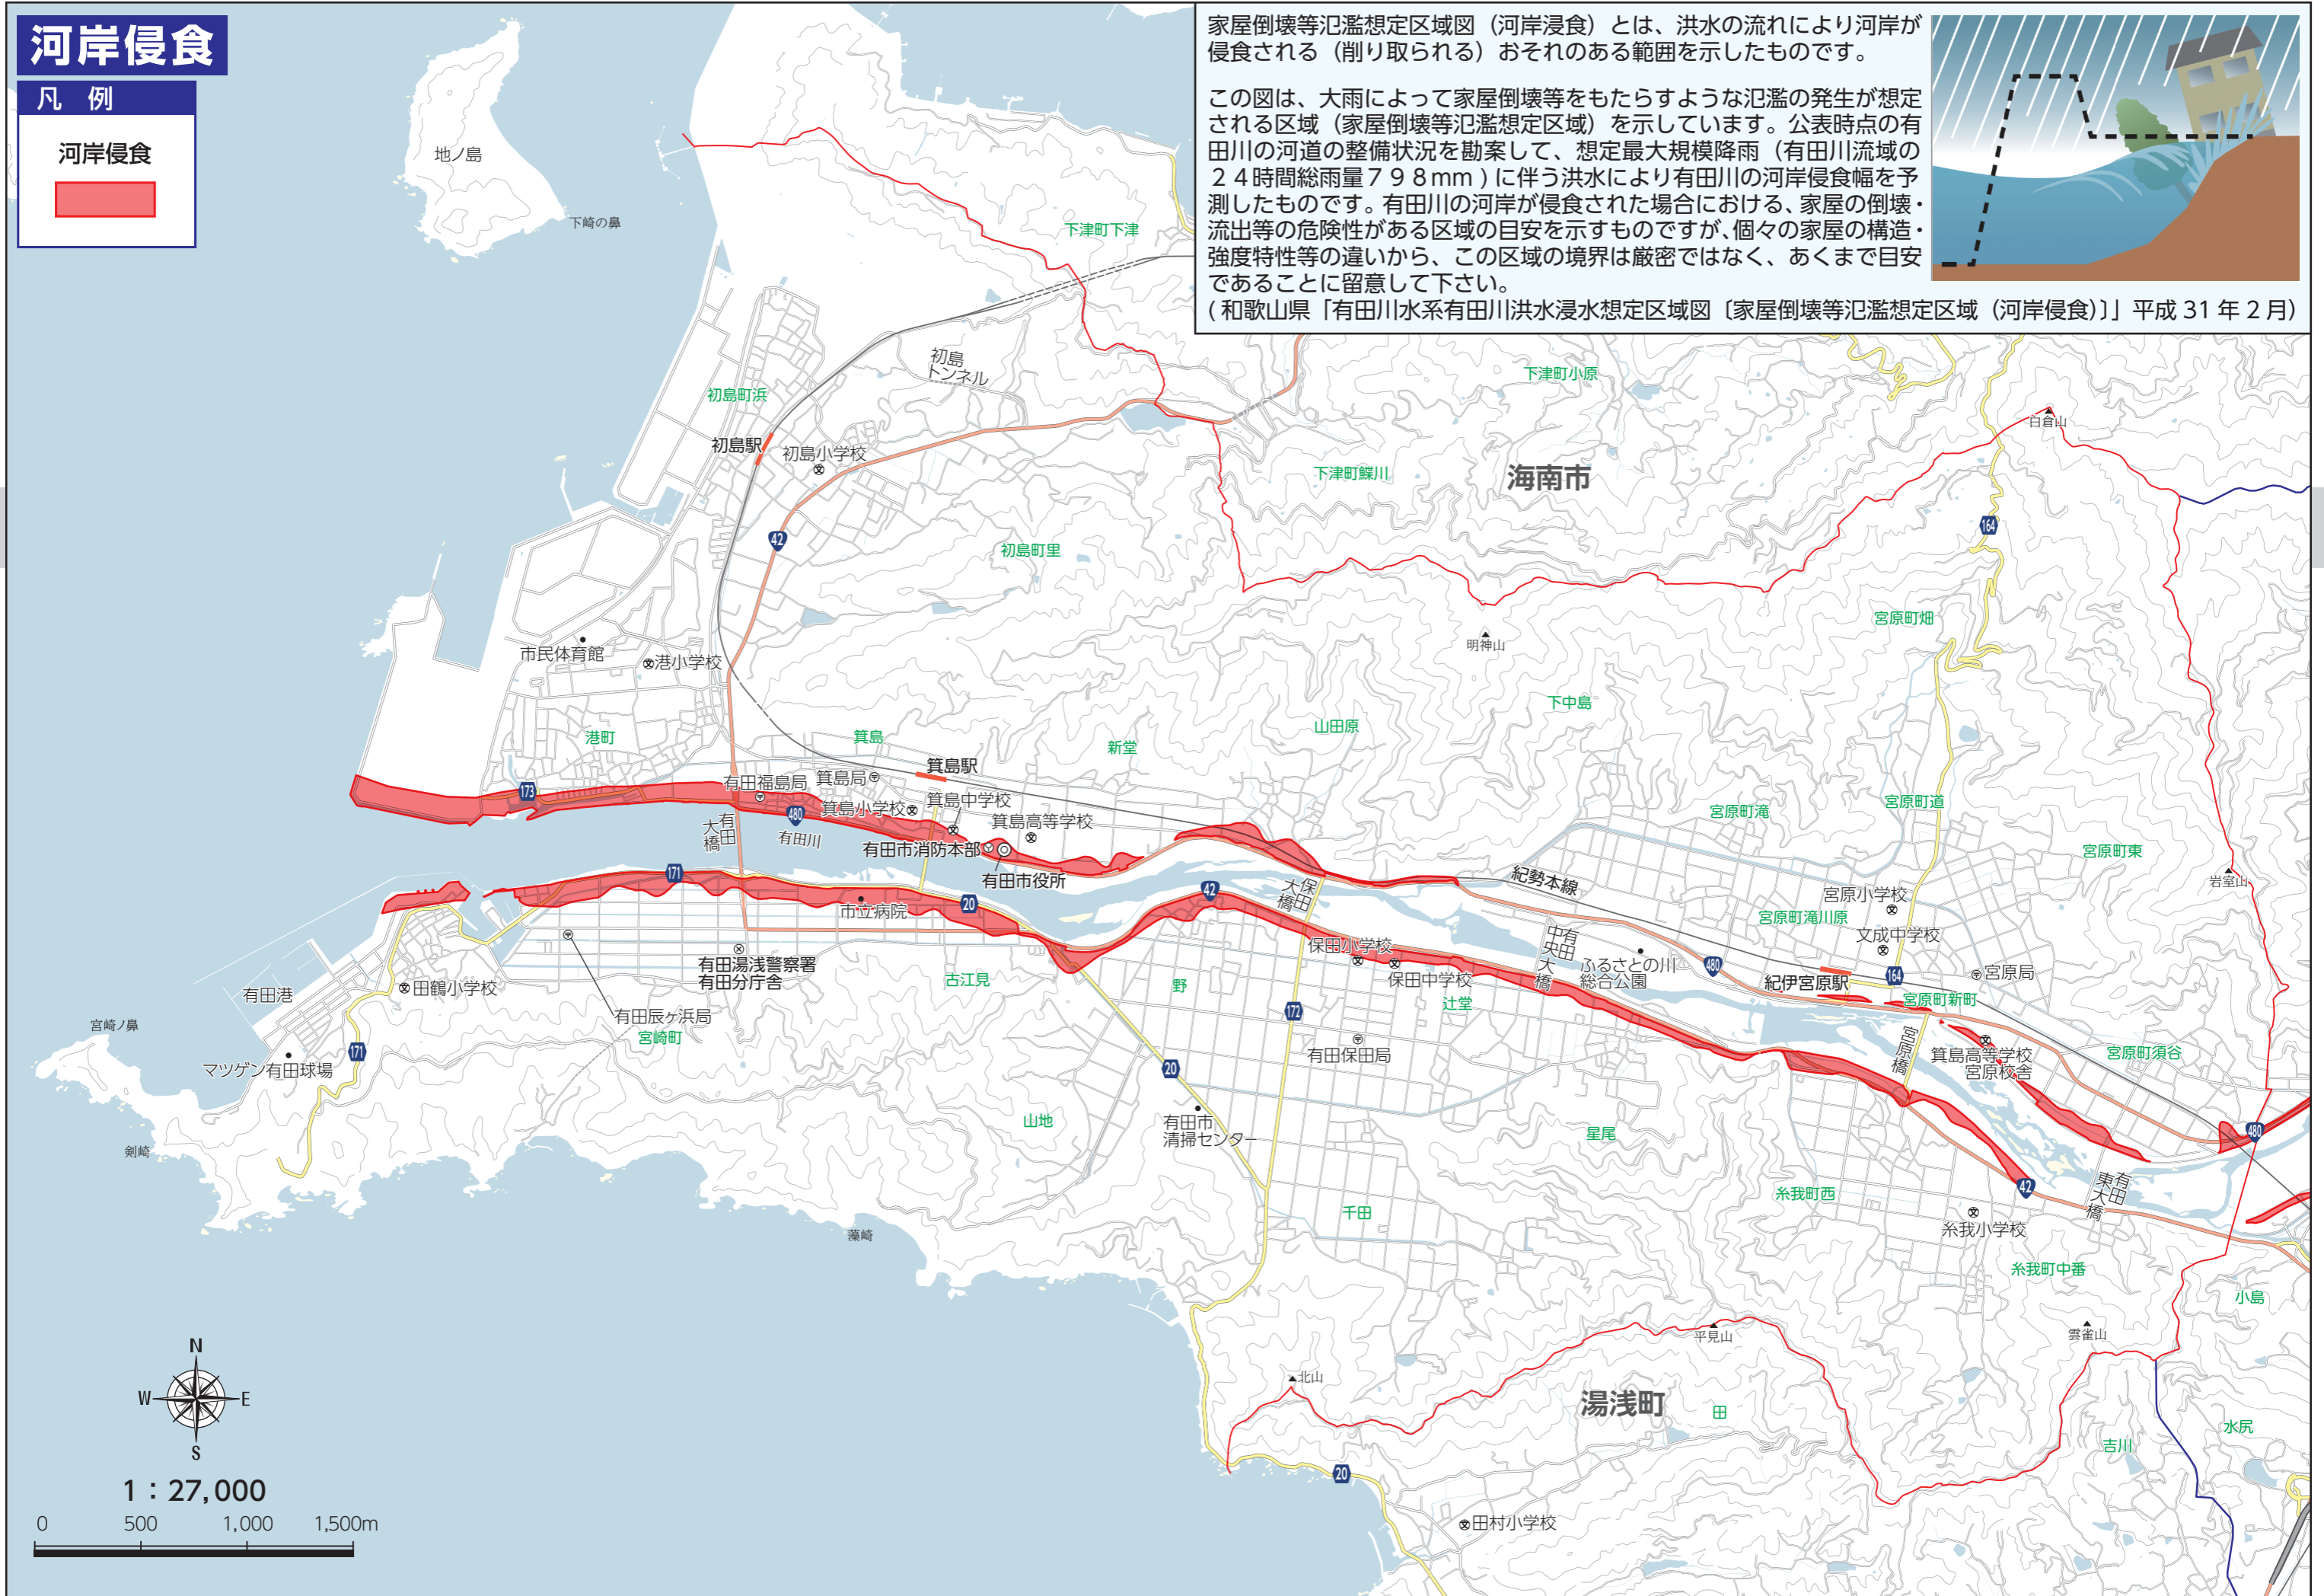 河岸侵食
凡 例
河岸侵食
家屋倒壊等氾濫想定区域図（河岸浸食）とは、洪水の流れにより河岸が
侵食される（削り取られる）おそれのある範囲を示したものです。
この図は、大雨によって家屋倒壊等をもたらすような氾濫の発生が想定
される区域（家屋倒壊等氾濫想定区域）を示しています。公表時点の有
田川の河道の整備状況を勘案して、想定最大規模降雨（有田川流域の
２４時間総雨量７９８mm）に伴う洪水により有田川の河岸侵食幅を予
測したものです。有田川の河岸が侵食された場合における、家屋の倒壊・
流出等の危険性がある区域の目安を示すものですが、個々の家屋の構造・
強度特性等の違いから、この区域の境界は厳密ではなく、あくまで目安
であることに留意して下さい。
(和歌山県「有田川水系有田川洪水浸水想定区域図〔家屋倒壊等氾濫想定区域（河岸侵食）〕」平成 31 年 2 月)
地ノ島
下崎の鼻
下津町下津
初島
トンネル
下津町小原
初島町浜
白倉山
初島駅
初島小学校
下津町鰈川
海南市
164
42
初島町里
宮原町畑
市民体育館
港小学校
明神山
下中島
山田原
港町
箕島
新堂
箕島駅
有田福島局
箕島局
173
箕島小学校
箕島中学校
宮原町滝
宮原町道
480
箕島高等学校
有田
大橋
有田川
有田市消防本部
宮原町東
171
有田市役所
紀勢本線
岩室山
42
保田
大橋
宮原小学校
市立病院
20
宮原町滝川原
保田小学校
有田
中央大橋
文成中学校
有田湯浅警察署
有田分庁舎
保田中学校
ふるさとの川
総合公園
480
164
宮原局
紀伊宮原駅
田鶴小学校
古江見
野
有田港
辻堂
宮原町新町
有田辰ヶ浜局
172
宮崎ノ鼻
宮崎町
宮原橋
有田保田局
箕島高等学校
宮原校舎
宮原町須谷
171
マツゲン有田球場
20
山地
有田市
清掃センター
星尾
480
剣崎
42
糸我町西
有田
東大橋
千田
糸我小学校
藻崎
糸我町中番
小島
平見山
雲雀山
北山
湯浅町
田
水尻
吉川
20
田村小学校
N
W
E
S
1：27,000
0 500 1,000 1,500m